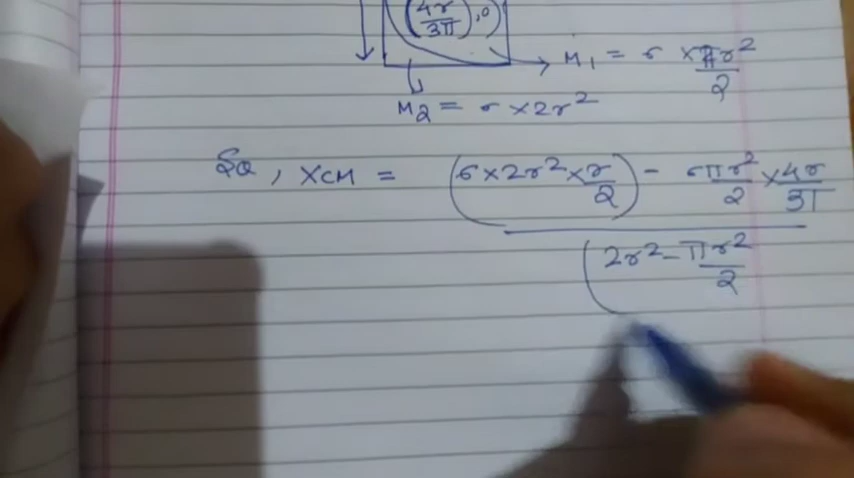 (4r/3π), 0)
M₁ = σ × πr²/2
M₂ = σ × 2r²
So, XCM = (σ × 2r² × r/2) - σπr²/2 × 4r/3π
(2r² - πr²/2